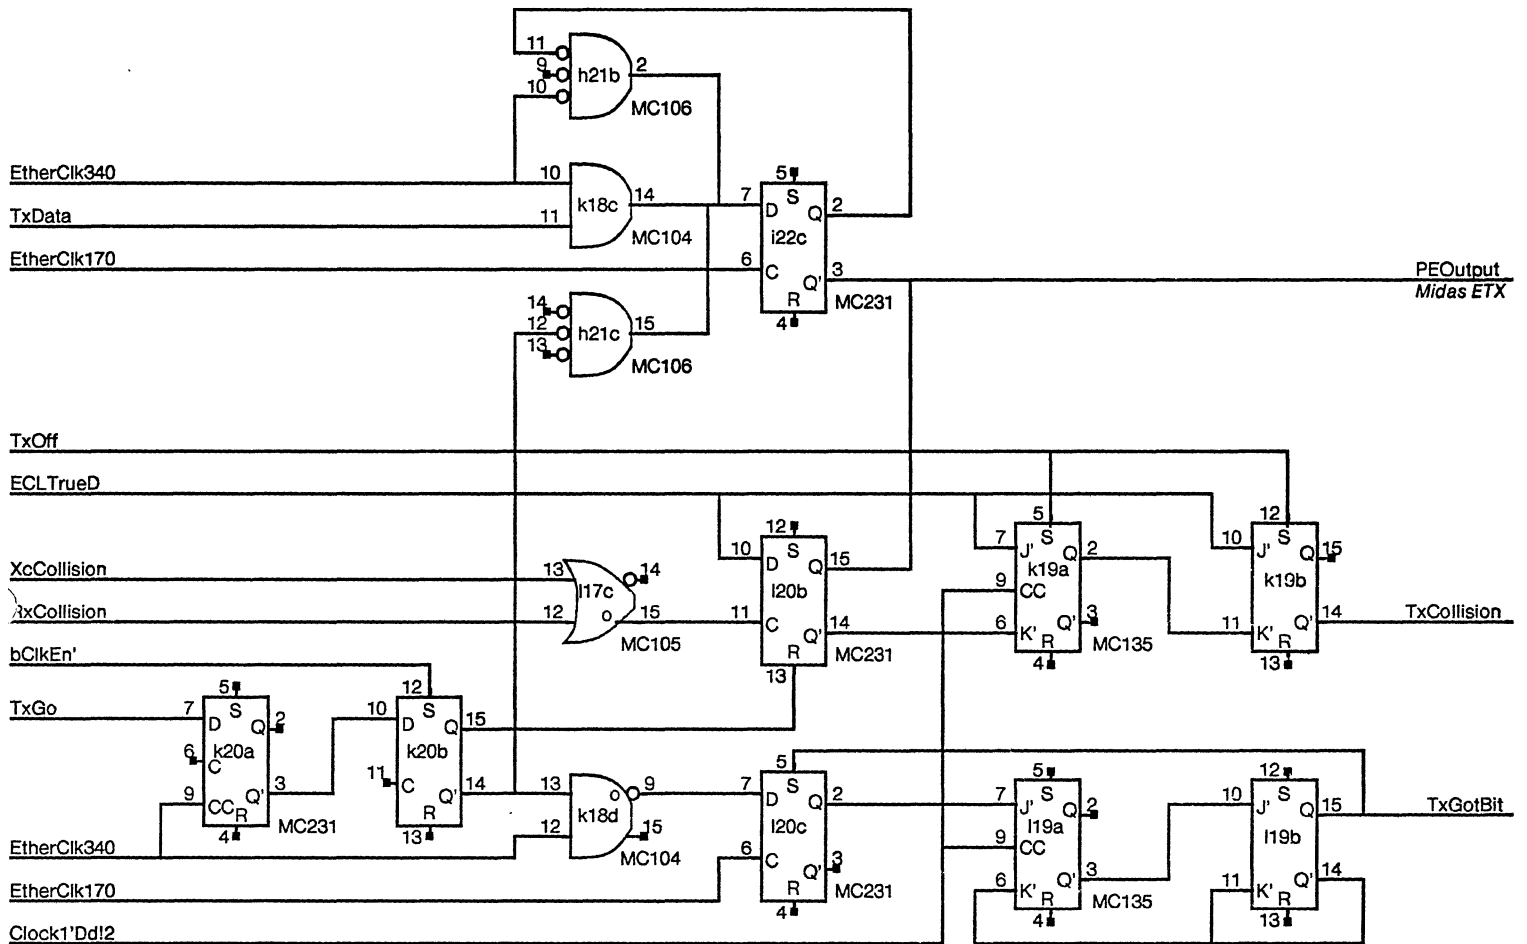 11
9
10
h21b
2
MC106
EtherClk340
10
k18c
14
TxData
11
MC104
EtherClk170
7
5
S
D
Q
2
i22c
6
C
Q'
3
R
4
MC231
PEOutput
Midas ETX
14
12
13
h21c
15
MC106
TxOff
ECLTrueD
XcCollision
13
l17c
14
RxCollision
12
o
15
MC105
10
12
S
D
Q
15
l20b
11
C
Q'
14
R
13
MC231
5
7
S
J'
Q
2
k19a
9
CC
Q'
3
6
K'
R
4
MC135
12
10
S
J'
Q
15
k19b
Q'
14
11
K'
R
13
TxCollision
bClkEn'
TxGo
7
5
S
D
Q
2
k20a
6
C
9
CC
Q'
3
R
4
MC231
12
10
S
D
Q
15
k20b
11
C
Q'
14
R
13
13
o
9
k18d
12
15
MC104
EtherClk340
EtherClk170
Clock1'Dd!2
5
7
S
D
Q
2
l20c
6
C
Q'
3
R
4
MC231
5
7
S
J'
Q
2
l19a
9
CC
Q'
3
6
K'
R
4
MC135
12
10
S
J'
Q
15
l19b
Q'
14
11
K'
R
13
TxGotBit